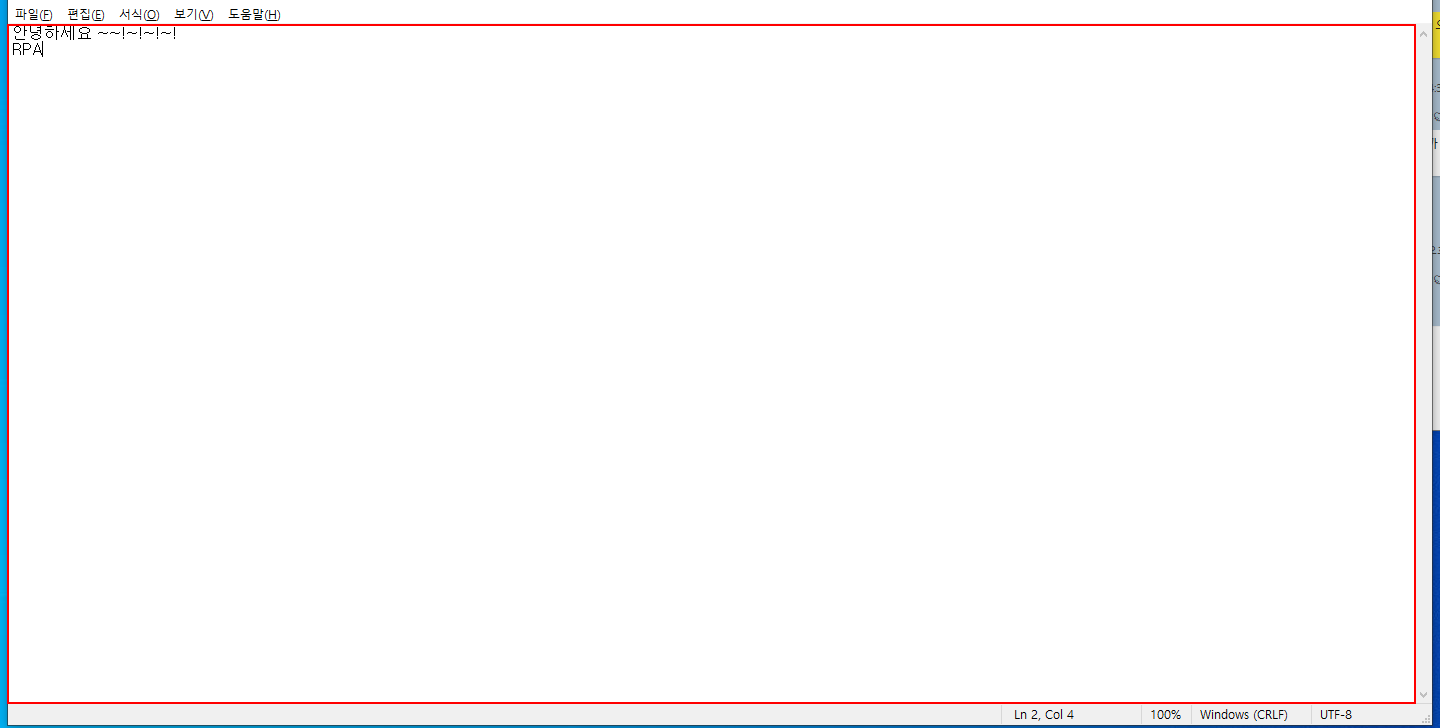 파일(F) 편집(E) 서식(O) 보기(V) 도움말(H)
안녕하세요 ~~!~!~!~!
RPA
Ln 2, Col 4 100% Windows (CRLF) UTF-8